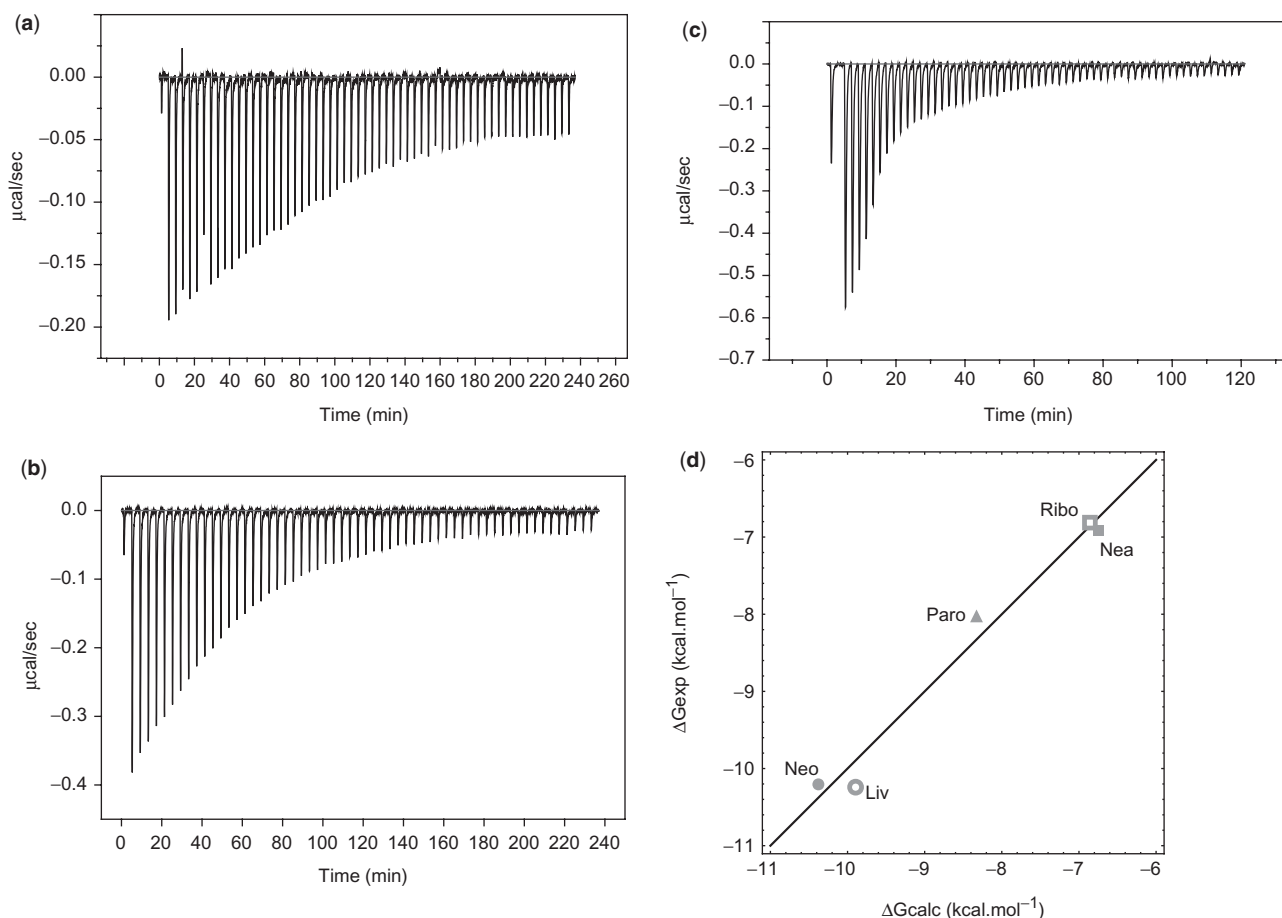 (a)
0.00
−0.05
−0.10
−0.15
−0.20
μcal/sec
0 20 40 60 80 100 120 140 160 180 200 220 240 260
Time (min)
(b)
0.0
−0.1
−0.2
−0.3
−0.4
μcal/sec
0 20 40 60 80 100 120 140 160 180 200 220 240
Time (min)
(c)
0.0
−0.1
−0.2
−0.3
−0.4
−0.5
−0.6
−0.7
μcal/sec
0 20 40 60 80 100 120
Time (min)
(d)
−6
−7
−8
−9
−10
−11
ΔGexp (kcal.mol−1)
Ribo
Nea
Paro
Neo
Liv
−11 −10 −9 −8 −7 −6
ΔGcalc (kcal.mol−1)